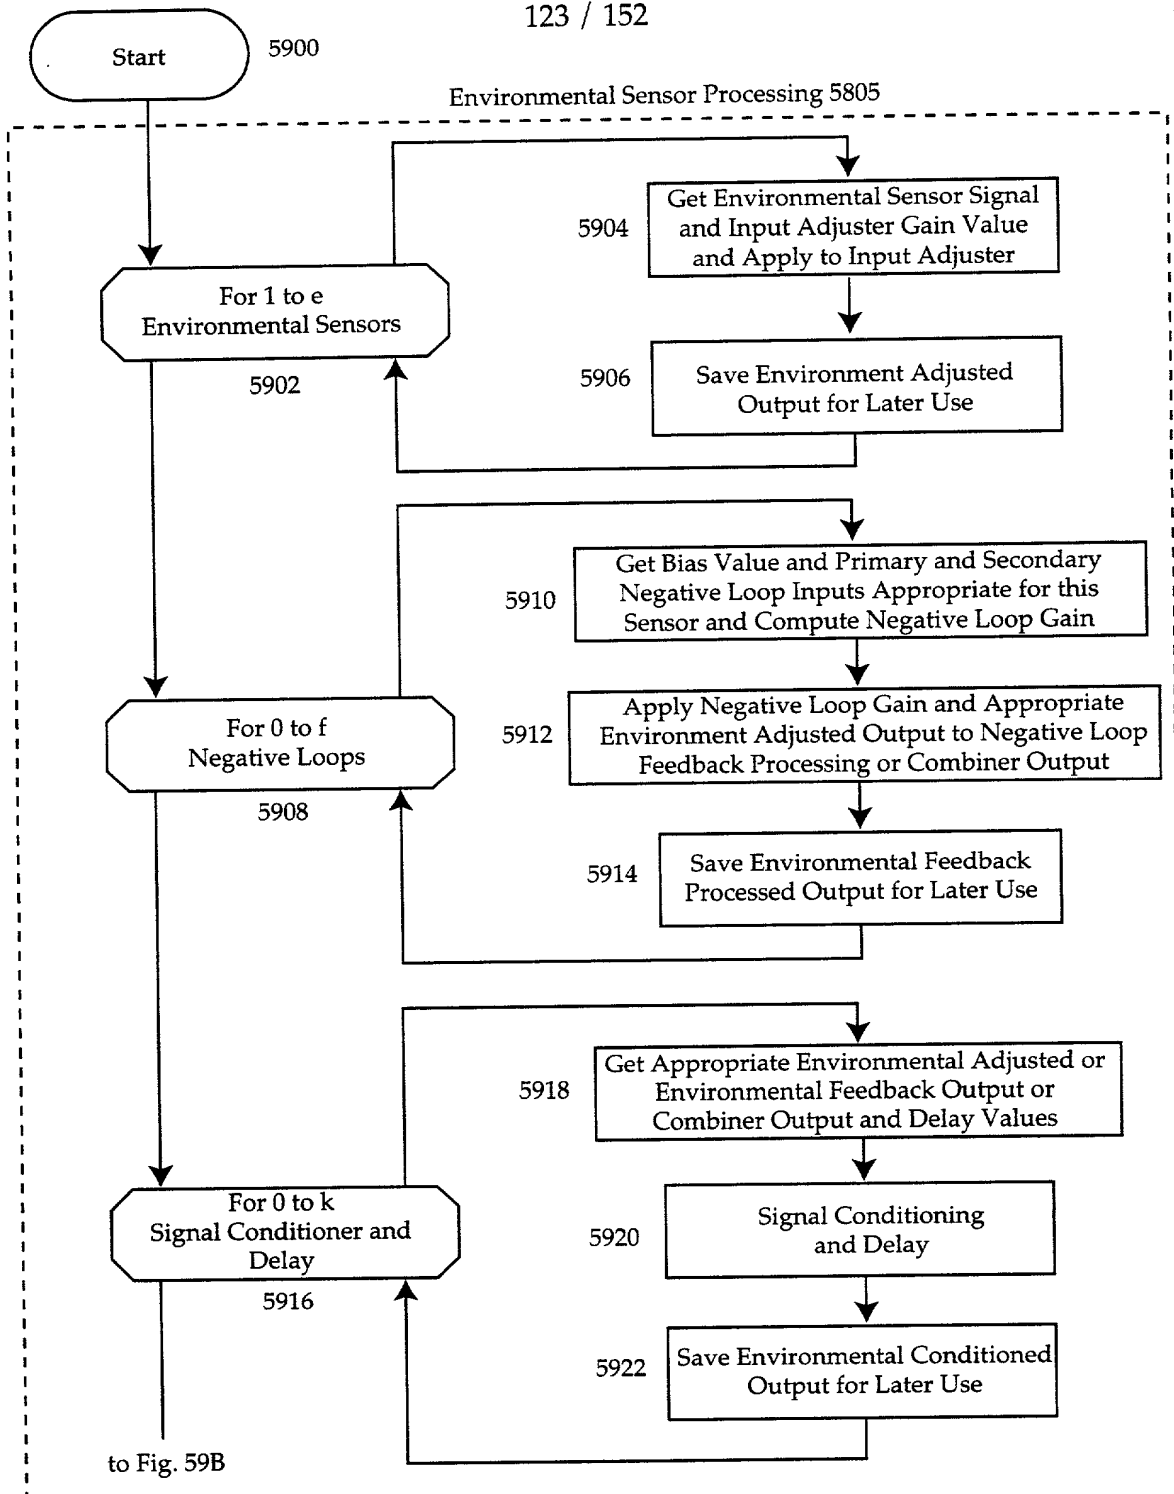 123 / 152
Start
5900
Environmental Sensor Processing 5805
Get Environmental Sensor Signal
and Input Adjuster Gain Value
and Apply to Input Adjuster
5904
For 1 to e
Environmental Sensors
5902
5906
Save Environment Adjusted
Output for Later Use
5910
Get Bias Value and Primary and Secondary
Negative Loop Inputs Appropriate for this
Sensor and Compute Negative Loop Gain
For 0 to f
Negative Loops
5908
5912
Apply Negative Loop Gain and Appropriate
Environment Adjusted Output to Negative Loop
Feedback Processing or Combiner Output
5914
Save Environmental Feedback
Processed Output for Later Use
5918
Get Appropriate Environmental Adjusted or
Environmental Feedback Output or
Combiner Output and Delay Values
For 0 to k
Signal Conditioner and
Delay
5916
5920
Signal Conditioning
and Delay
5922
Save Environmental Conditioned
Output for Later Use
to Fig. 59B